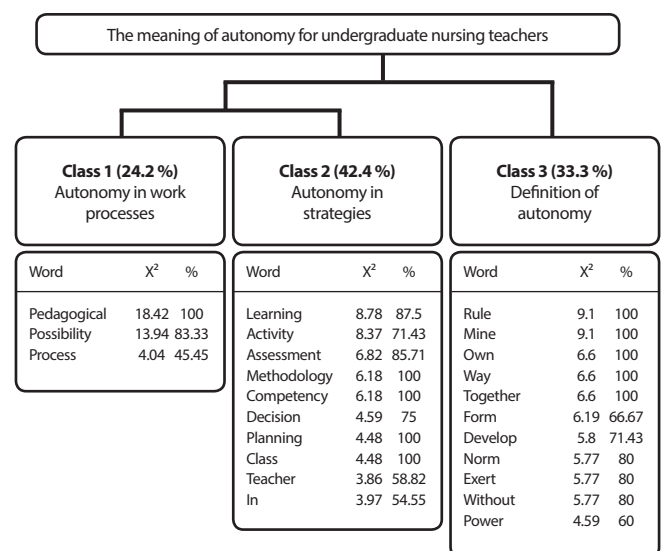 The meaning of autonomy for undergraduate nursing teachers
Class 1 (24.2 %)
Autonomy in work
processes
Word X² %
Pedagogical 18.42 100
Possibility 13.94 83.33
Process 4.04 45.45
Class 2 (42.4 %)
Autonomy in
strategies
Word X² %
Learning 8.78 87.5
Activity 8.37 71.43
Assessment 6.82 85.71
Methodology 6.18 100
Competency 6.18 100
Decision 4.59 75
Planning 4.48 100
Class 4.48 100
Teacher 3.86 58.82
In 3.97 54.55
Class 3 (33.3 %)
Definition of
autonomy
Word X² %
Rule 9.1 100
Mine 9.1 100
Own 6.6 100
Way 6.6 100
Together 6.6 100
Form 6.19 66.67
Develop 5.8 71.43
Norm 5.77 80
Exert 5.77 80
Without 5.77 80
Power 4.59 60